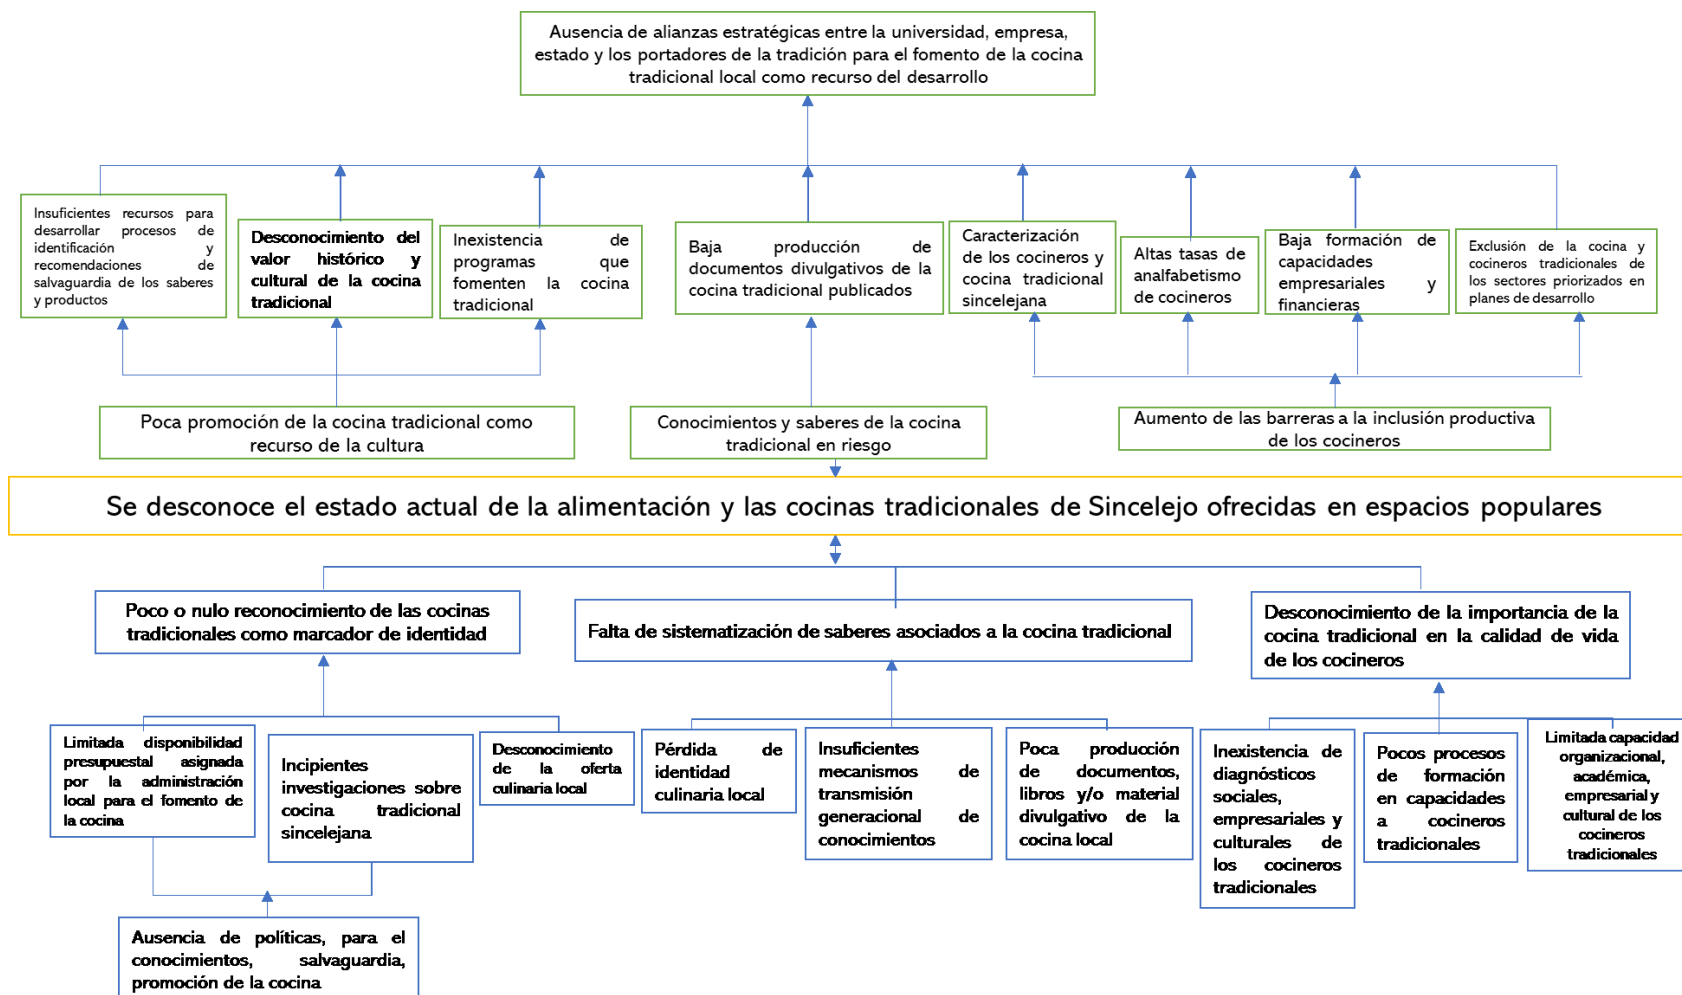 Ausencia de alianzas estratégicas entre la universidad, empresa,
estado y los portadores de la tradición para el fomento de la cocina
tradicional local como recurso del desarrollo
Insuficientes recursos para
desarrollar procesos de
identificación y
recomendaciones de
salvaguardia de los saberes
y productos
Desconocimiento del
valor histórico y
cultural de la cocina
tradicional
Inexistencia de
programas que
fomenten la cocina
tradicional
Baja producción de
documentos divulgativos de la
cocina tradicional publicados
Caracterización
de los cocineros y
cocina tradicional
sincelejana
Altas tasas de
analfabetismo
de cocineros
Baja formación de
capacidades
empresariales y
financieras
Exclusión de la cocina y
cocineros tradicionales de
los sectores priorizados en
planes de desarrollo
Poca promoción de la cocina tradicional como
recurso de la cultura
Conocimientos y saberes de la cocina
tradicional en riesgo
Aumento de las barreras a la inclusión productiva
de los cocineros
Se desconoce el estado actual de la alimentación y las cocinas tradicionales de Sincelejo ofrecidas en espacios populares
Poco o nulo reconocimiento de las cocinas
tradicionales como marcador de identidad
Falta de sistematización de saberes asociados a la cocina tradicional
Desconocimiento de la importancia de la
cocina tradicional en la calidad de vida
de los cocineros
Limitada disponibilidad
presupuestal asignada
por la administración
local para el fomento de
la cocina
Incipientes
investigaciones sobre
cocina tradicional
sincelejana
Desconocimiento
de la oferta
culinaria local
Pérdida de
identidad
culinaria local
Insuficientes
mecanismos de
transmisión
generacional de
conocimientos
Poca producción
de documentos,
libros y/o material
divulgativo de la
cocina local
Inexistencia de
diagnósticos
sociales,
empresariales y
culturales de
los cocineros
tradicionales
Pocos procesos
de formación
en capacidades
a cocineros
tradicionales
Limitada capacidad
organizacional,
académica,
empresarial y
cultural de los
cocineros
tradicionales
Ausencia de políticas, para el
conocimientos, salvaguardia,
promoción de la cocina